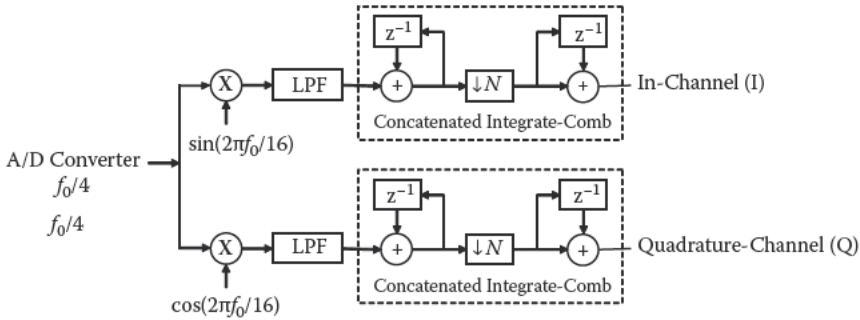 z⁻¹
z⁻¹
X
LPF
+
↓N
+
In-Channel (I)
sin(2πf₀/16)
Concatenated Integrate-Comb
A/D Converter
f₀/4
f₀/4
z⁻¹
z⁻¹
X
LPF
+
↓N
+
Quadrature-Channel (Q)
cos(2πf₀/16)
Concatenated Integrate-Comb